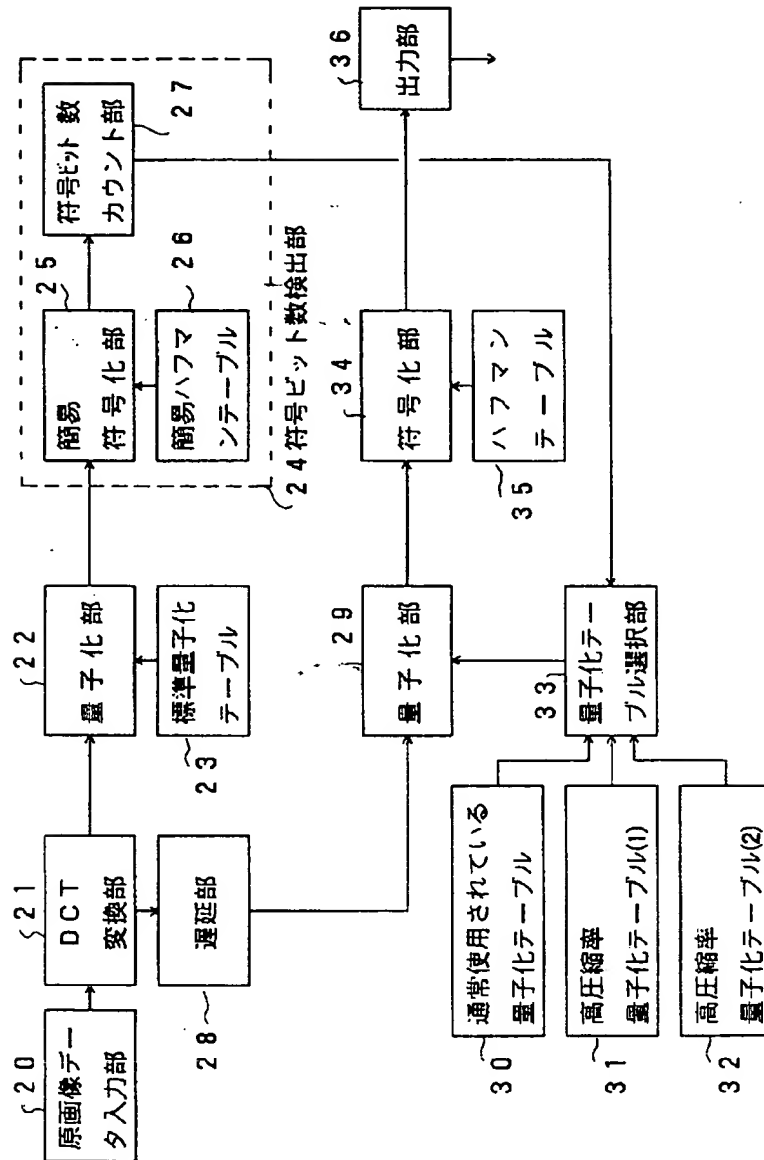 20
原画像デー
タ入力部
21
DCT
変換部
22
量子化部
23
標準量子化
テーブル
24符号ビット数検出部
25
簡易
符号化部
26
簡易ハフマ
ンテーブル
27
符号ビット数
カウント部
28
遅延部
29
量子化部
30
通常使用されている
量子化テーブル
31
高圧縮率
量子化テーブル(1)
32
高圧縮率
量子化テーブル(2)
33
量子化テー
ブル選択部
34
符号化部
35
ハフマン
テーブル
36
出力部